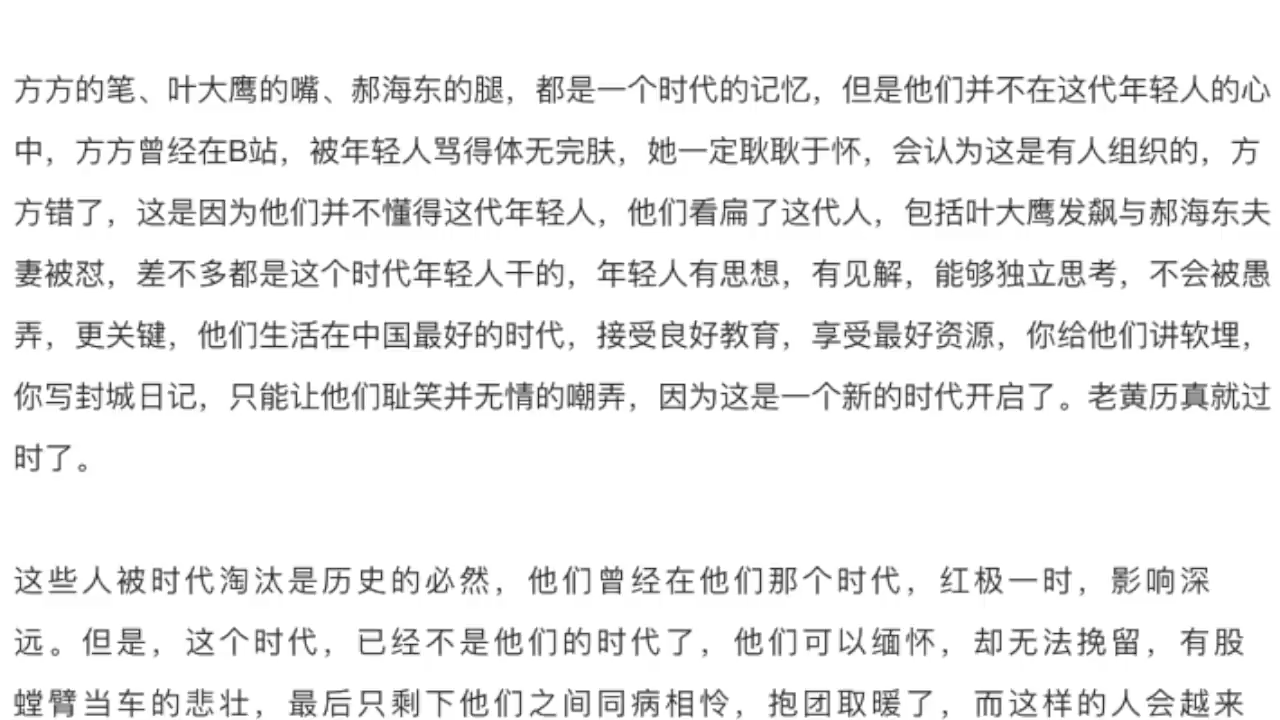 方方的笔、叶大鹰的嘴、郝海东的腿，都是一个时代的记忆，但是他们并不在这代年轻人的心
中，方方曾经在B站，被年轻人骂得体无完肤，她一定耿耿于怀，会认为这是有人组织的，方
方错了，这是因为他们并不懂得这代年轻人，他们看扁了这代人，包括叶大鹰发飙与郝海东夫
妻被怼，差不多都是这个时代年轻人干的，年轻人有思想，有见解，能够独立思考，不会被愚
弄，更关键，他们生活在中国最好的时代，接受良好教育，享受最好资源，你给他们讲软埋，
你写封城日记，只能让他们耻笑并无情的嘲弄，因为这是一个新的时代开启了。老黄历真就过
时了。
这些人被时代淘汰是历史的必然，他们曾经在他们那个时代，红极一时，影响深
远。但是，这个时代，已经不是他们的时代了，他们可以缅怀，却无法挽留，有股
螳臂当车的悲壮，最后只剩下他们之间同病相怜，抱团取暖了，而这样的人会越来